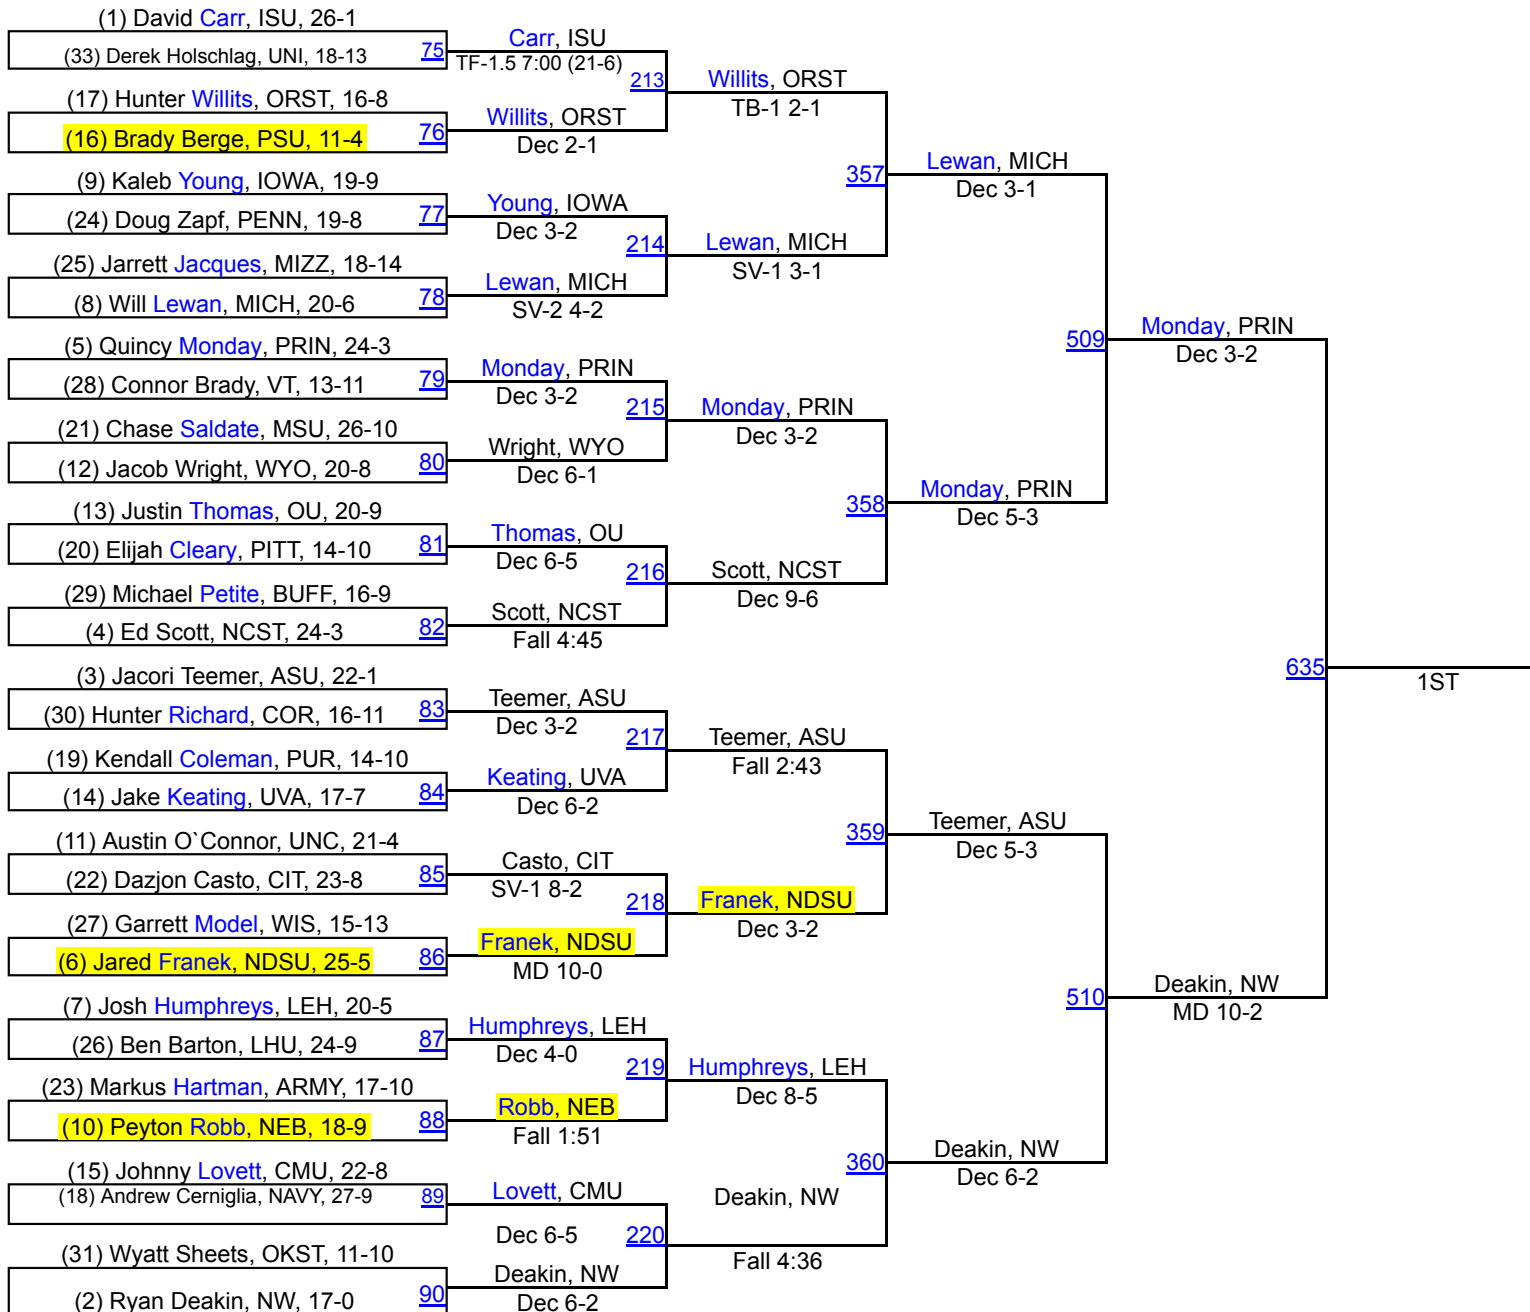 (1) David Carr, ISU, 26-1
(33) Derek Holschlag, UNI, 18-13
75
(17) Hunter Willits, ORST, 16-8
(16) Brady Berge, PSU, 11-4
76
(9) Kaleb Young, IOWA, 19-9
(24) Doug Zapf, PENN, 19-8
77
(25) Jarrett Jacques, MIZZ, 18-14
(8) Will Lewan, MICH, 20-6
78
(5) Quincy Monday, PRIN, 24-3
(28) Connor Brady, VT, 13-11
79
(21) Chase Saldate, MSU, 26-10
(12) Jacob Wright, WYO, 20-8
80
(13) Justin Thomas, OU, 20-9
(20) Elijah Cleary, PITT, 14-10
81
(29) Michael Petite, BUFF, 16-9
(4) Ed Scott, NCST, 24-3
82
(3) Jacori Teemer, ASU, 22-1
(30) Hunter Richard, COR, 16-11
83
(19) Kendall Coleman, PUR, 14-10
(14) Jake Keating, UVA, 17-7
84
(11) Austin O`Connor, UNC, 21-4
(22) Dazjon Casto, CIT, 23-8
85
(27) Garrett Model, WIS, 15-13
(6) Jared Franek, NDSU, 25-5
86
(7) Josh Humphreys, LEH, 20-5
(26) Ben Barton, LHU, 24-9
87
(23) Markus Hartman, ARMY, 17-10
(10) Peyton Robb, NEB, 18-9
88
(15) Johnny Lovett, CMU, 22-8
(18) Andrew Cerniglia, NAVY, 27-9
89
(31) Wyatt Sheets, OKST, 11-10
(2) Ryan Deakin, NW, 17-0
90
Carr, ISU
TF-1.5 7:00 (21-6)
213
Willits, ORST
Dec 2-1
Young, IOWA
Dec 3-2
214
Lewan, MICH
SV-2 4-2
Monday, PRIN
Dec 3-2
215
Wright, WYO
Dec 6-1
Thomas, OU
Dec 6-5
216
Scott, NCST
Fall 4:45
Teemer, ASU
Dec 3-2
217
Keating, UVA
Dec 6-2
Casto, CIT
SV-1 8-2
218
Franek, NDSU
MD 10-0
Humphreys, LEH
Dec 4-0
219
Robb, NEB
Fall 1:51
Lovett, CMU
Dec 6-5
220
Deakin, NW
Dec 6-2
Willits, ORST
TB-1 2-1
357
Lewan, MICH
SV-1 3-1
Monday, PRIN
Dec 3-2
358
Scott, NCST
Dec 9-6
Teemer, ASU
Fall 2:43
359
Franek, NDSU
Dec 3-2
Humphreys, LEH
Dec 8-5
360
Deakin, NW
Fall 4:36
Lewan, MICH
Dec 3-1
509
Monday, PRIN
Dec 5-3
Teemer, ASU
Dec 5-3
510
Deakin, NW
Dec 6-2
Monday, PRIN
Dec 3-2
635
Deakin, NW
MD 10-2
1ST